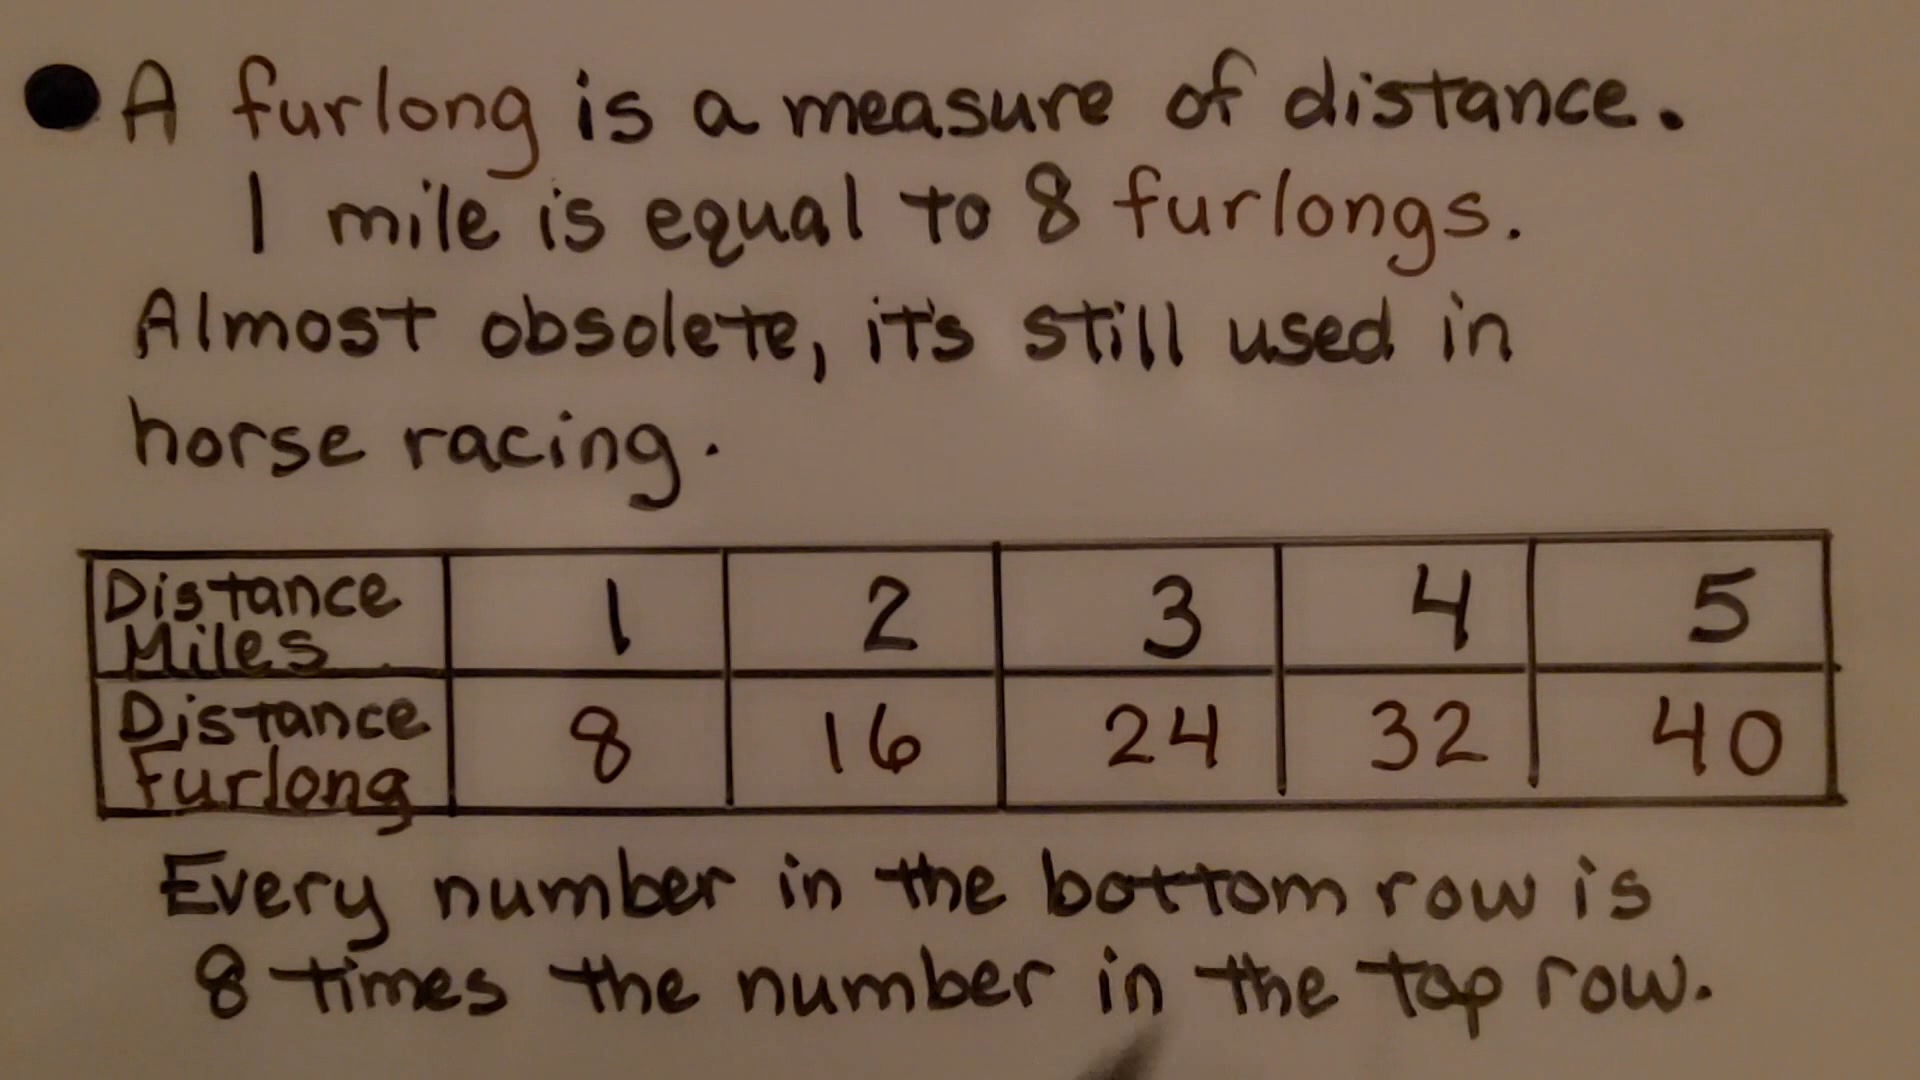 A furlong is a measure of distance.
1 mile is equal to 8 furlongs.
Almost obsolete, it's still used in
horse racing.
Distance Miles 1 2 3 4 5
Distance Furlong 8 16 24 32 40
Every number in the bottom row is
8 times the number in the top row.